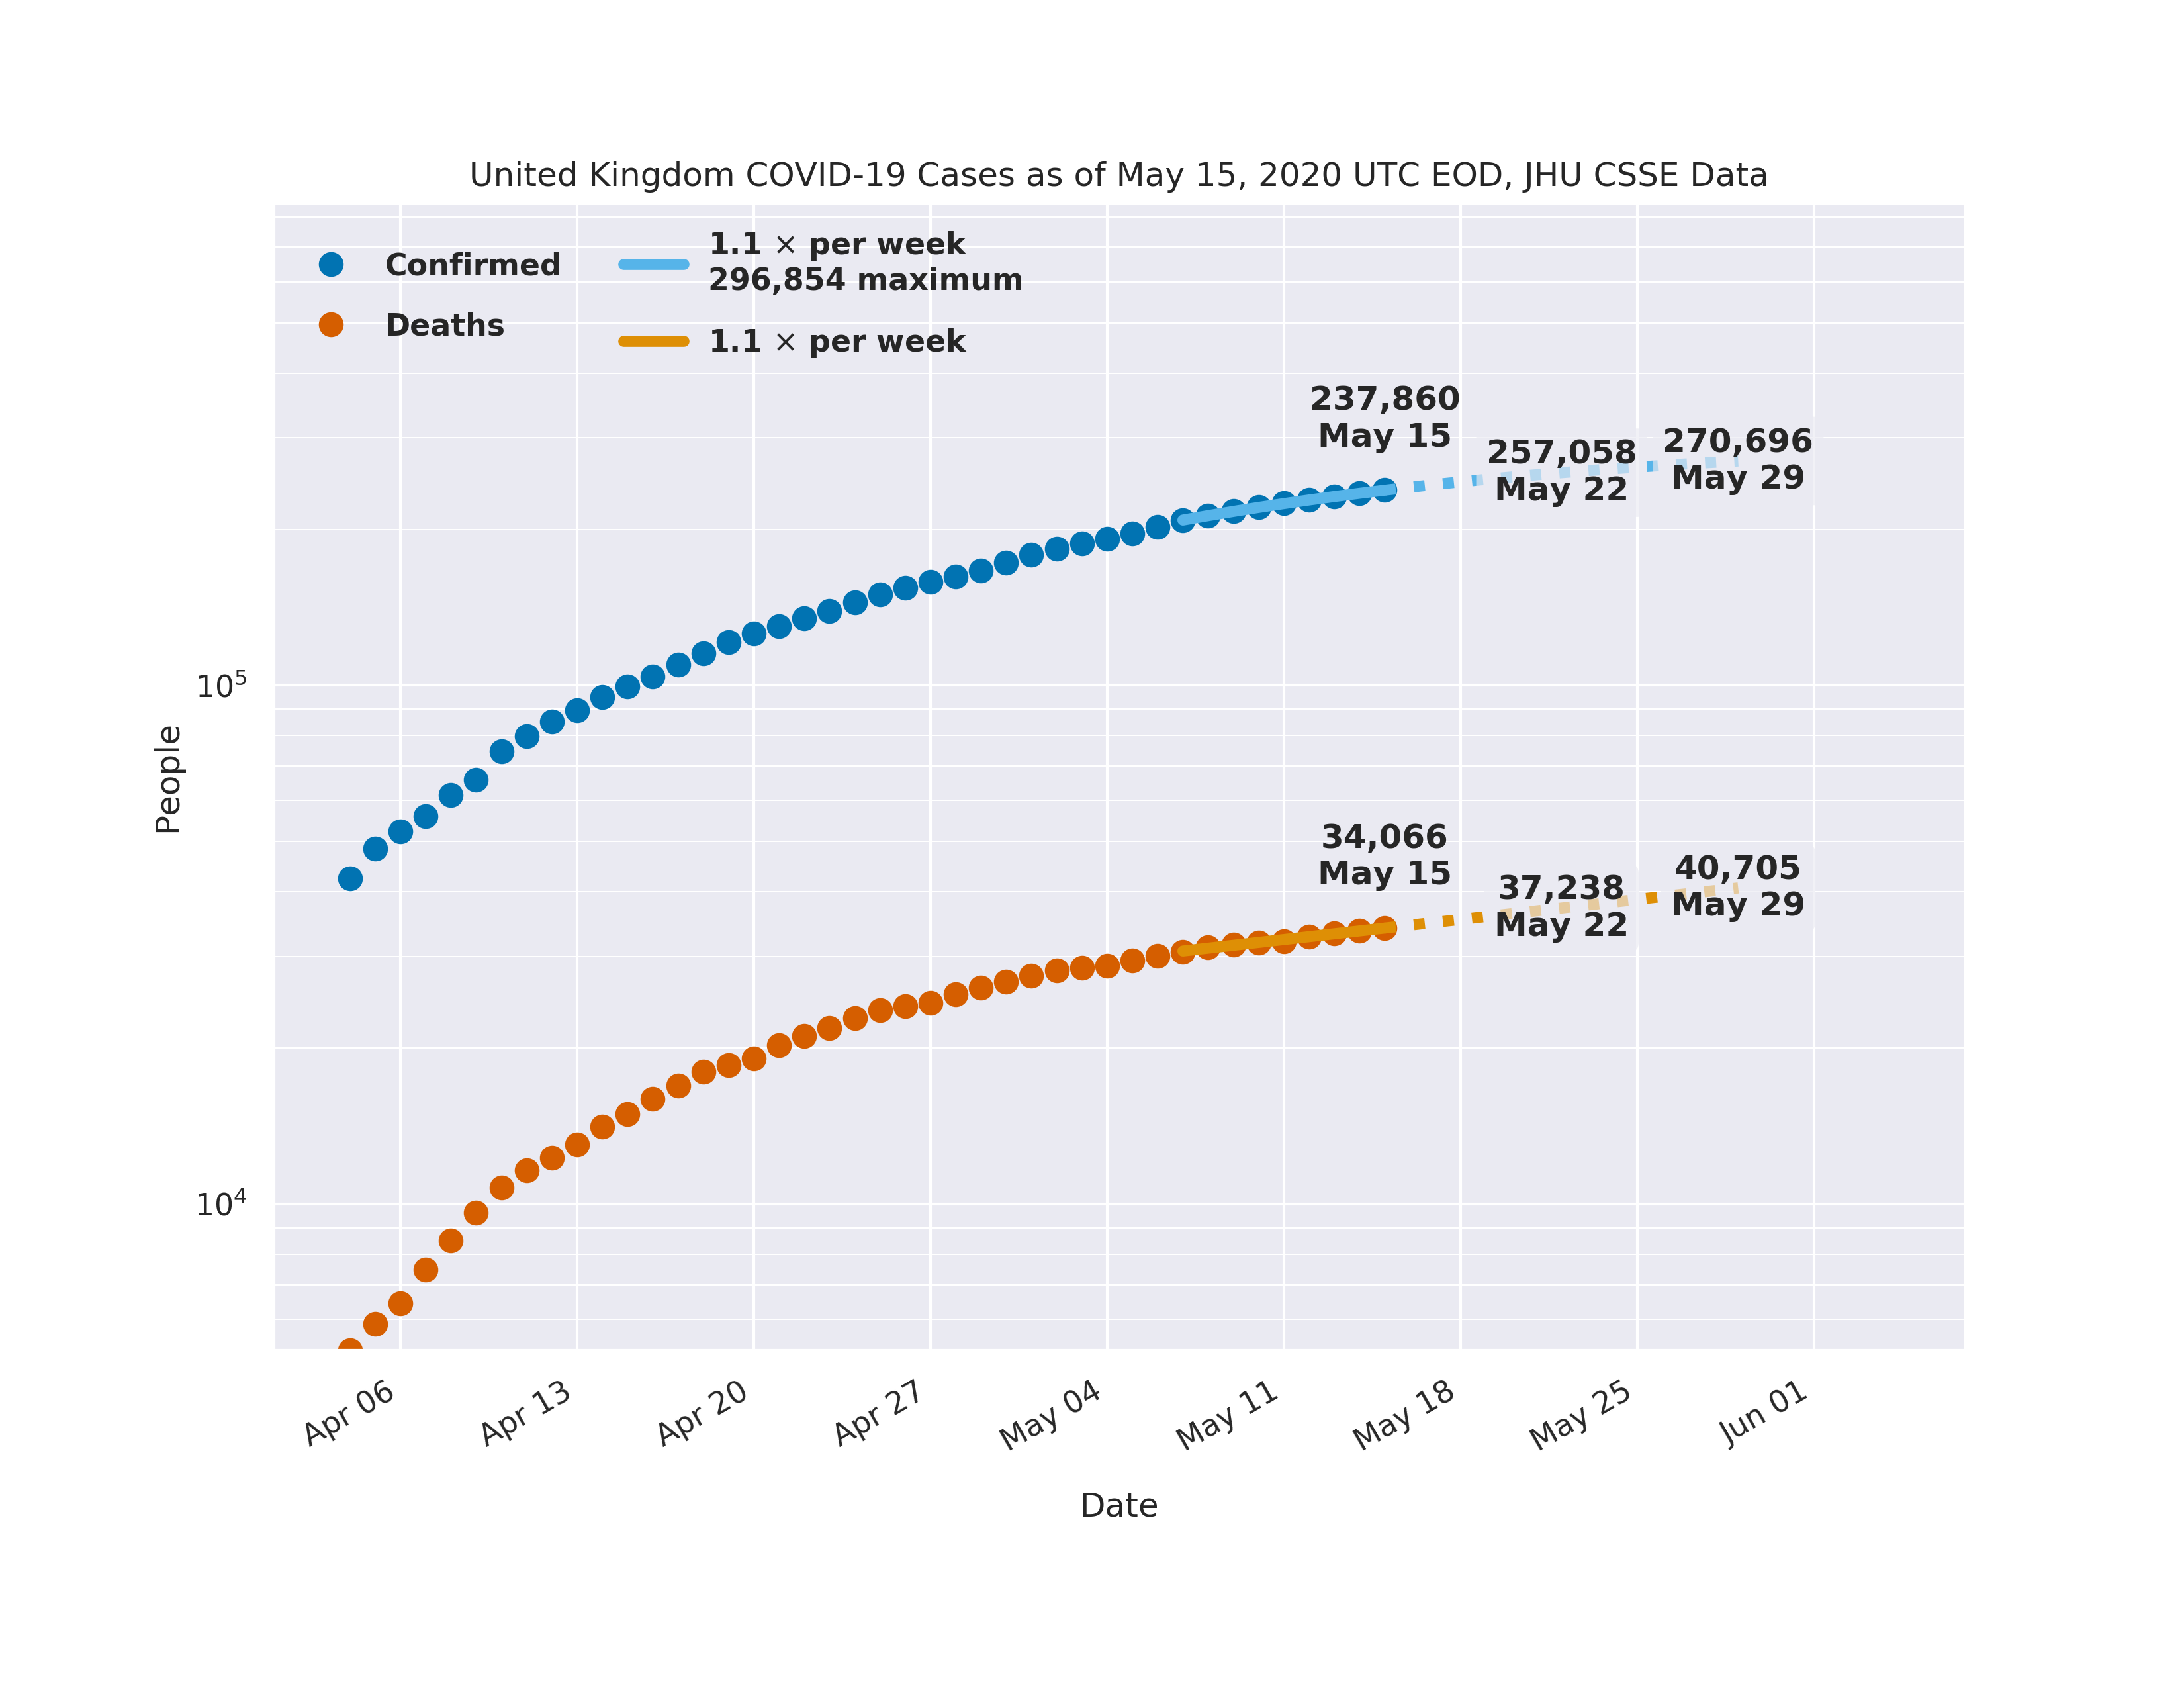 United Kingdom COVID-19 Cases as of May 15, 2020 UTC EOD, JHU CSSE Data
Confirmed
Deaths
1.1 × per week
296,854 maximum
1.1 × per week
237,860
May 15
257,058
May 22
270,696
May 29
34,066
May 15
37,238
May 22
40,705
May 29
People
10⁵
10⁴
Apr 06
Apr 13
Apr 20
Apr 27
May 04
May 11
May 18
May 25
Jun 01
Date